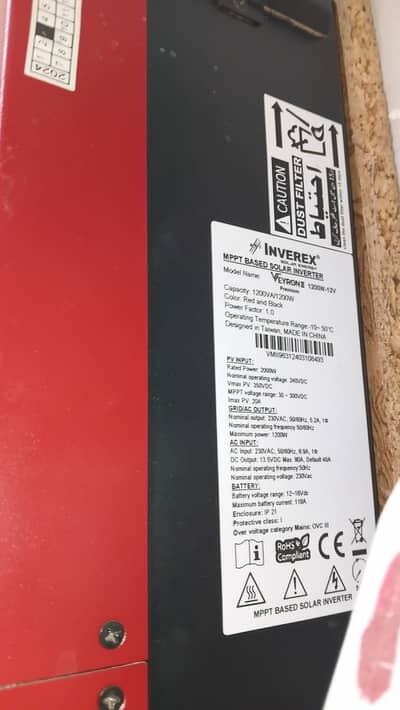 2024
CAUTION
DUST FILTER
احتیاط
INVEREX®
SOLAR ENERGY
MPPT BASED SOLAR INVERTER
Model Name: VEYRON II 1200W-12V
Premium
Capacity: 1200VA/1200W
Color: Red and Black
Power Factor: 1.0
Operating Temperature Range:-10~ 50°C
Designed in Taiwan, MADE IN CHINA
VMII96312403106493
PV INPUT:
Rated Power: 2000W
Nominal operating voltage: 240VDC
Vmax PV: 350VDC
MPPT voltage range: 30 ~ 300VDC
Imax PV: 20A
GRID/AC OUTPUT:
Nominal output: 230VAC, 50/60Hz, 5.2A, 1Φ
Nominal operating frequency 50/60Hz
Maximum power: 1200W
AC INPUT:
AC Input: 230VAC, 50/60Hz, 8.9A, 1Φ
DC Output: 13.5VDC Max. 80A, Default 40A
Nominal operating frequency:50Hz
Nominal operating voltage: 230Vac
BATTERY:
Battery voltage range: 12~16Vdc
Maximum battery current: 118A
Enclosure: IP 21
Protective class: I
Over voltage category Mains: OVC III
RoHS
Compliant
CE
MPPT BASED SOLAR INVERTER